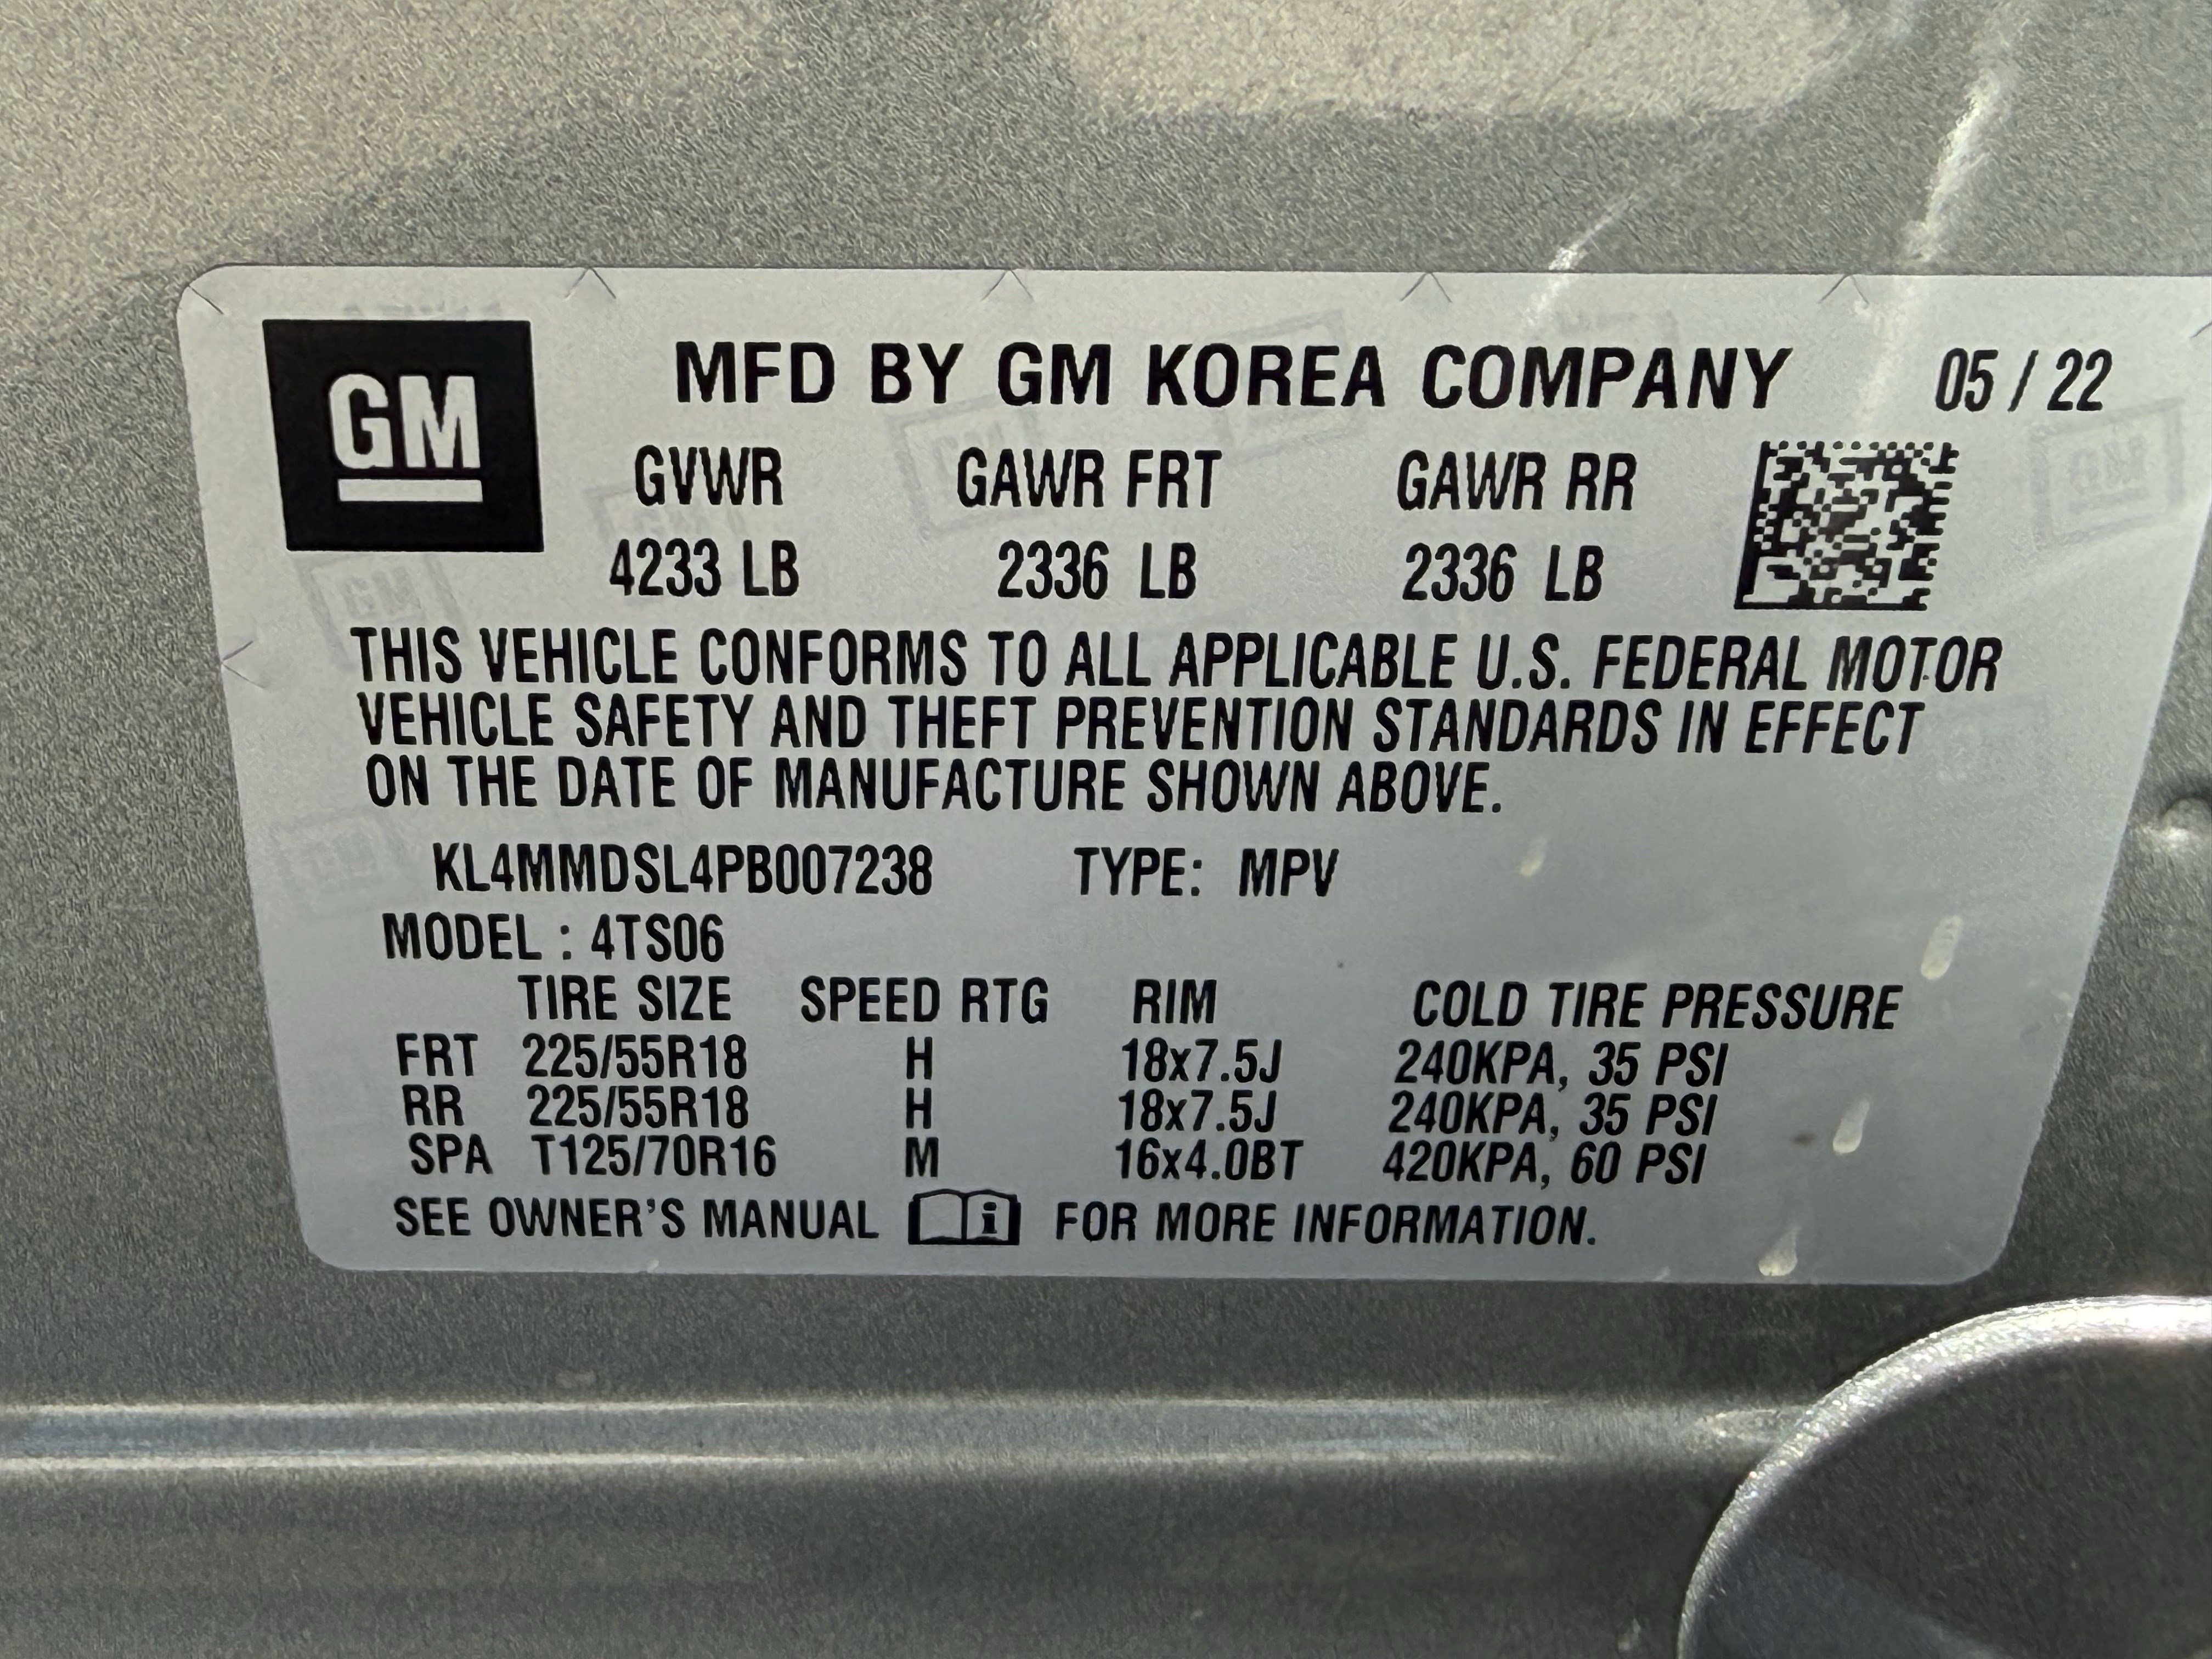 GM
MFD BY GM KOREA COMPANY 05 / 22
GVWR GAWR FRT GAWR RR
4233 LB 2336 LB 2336 LB
THIS VEHICLE CONFORMS TO ALL APPLICABLE U.S. FEDERAL MOTOR
VEHICLE SAFETY AND THEFT PREVENTION STANDARDS IN EFFECT
ON THE DATE OF MANUFACTURE SHOWN ABOVE.
KL4MMDSL4PB007238 TYPE: MPV
MODEL : 4TS06
TIRE SIZE SPEED RTG RIM COLD TIRE PRESSURE
FRT 225/55R18 H 18x7.5J 240KPA, 35 PSI
RR 225/55R18 H 18x7.5J 240KPA, 35 PSI
SPA T125/70R16 M 16x4.0BT 420KPA, 60 PSI
SEE OWNER'S MANUAL i FOR MORE INFORMATION.